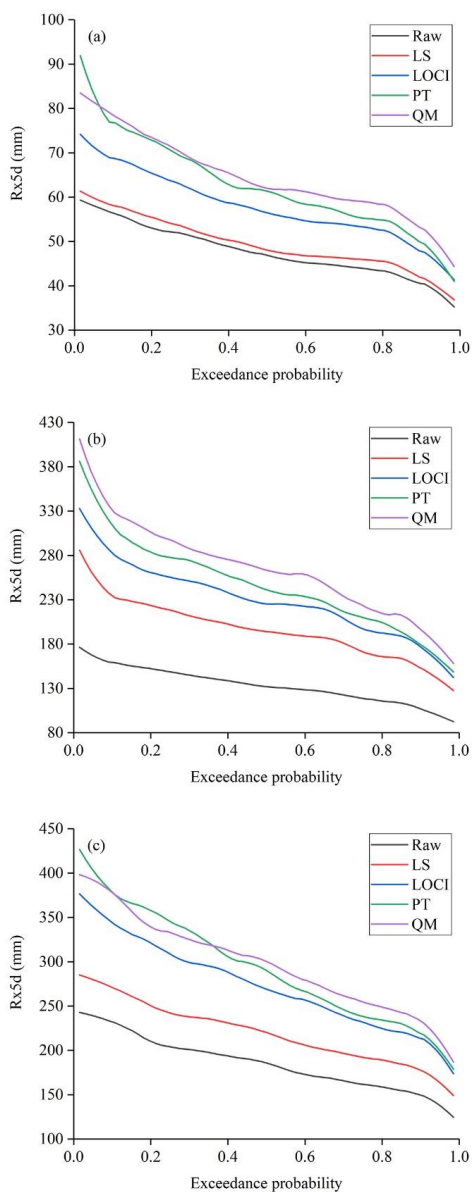 (a)
Raw
LS
LOCI
PT
QM
100
90
80
70
60
50
40
30
Rx5d (mm)
0.0 0.2 0.4 0.6 0.8 1.0
Exceedance probability
(b)
Raw
LS
LOCI
PT
QM
430
380
330
280
230
180
130
80
Rx5d (mm)
0.0 0.2 0.4 0.6 0.8 1.0
Exceedance probability
(c)
Raw
LS
LOCI
PT
QM
450
400
350
300
250
200
150
100
Rx5d (mm)
0.0 0.2 0.4 0.6 0.8 1.0
Exceedance probability